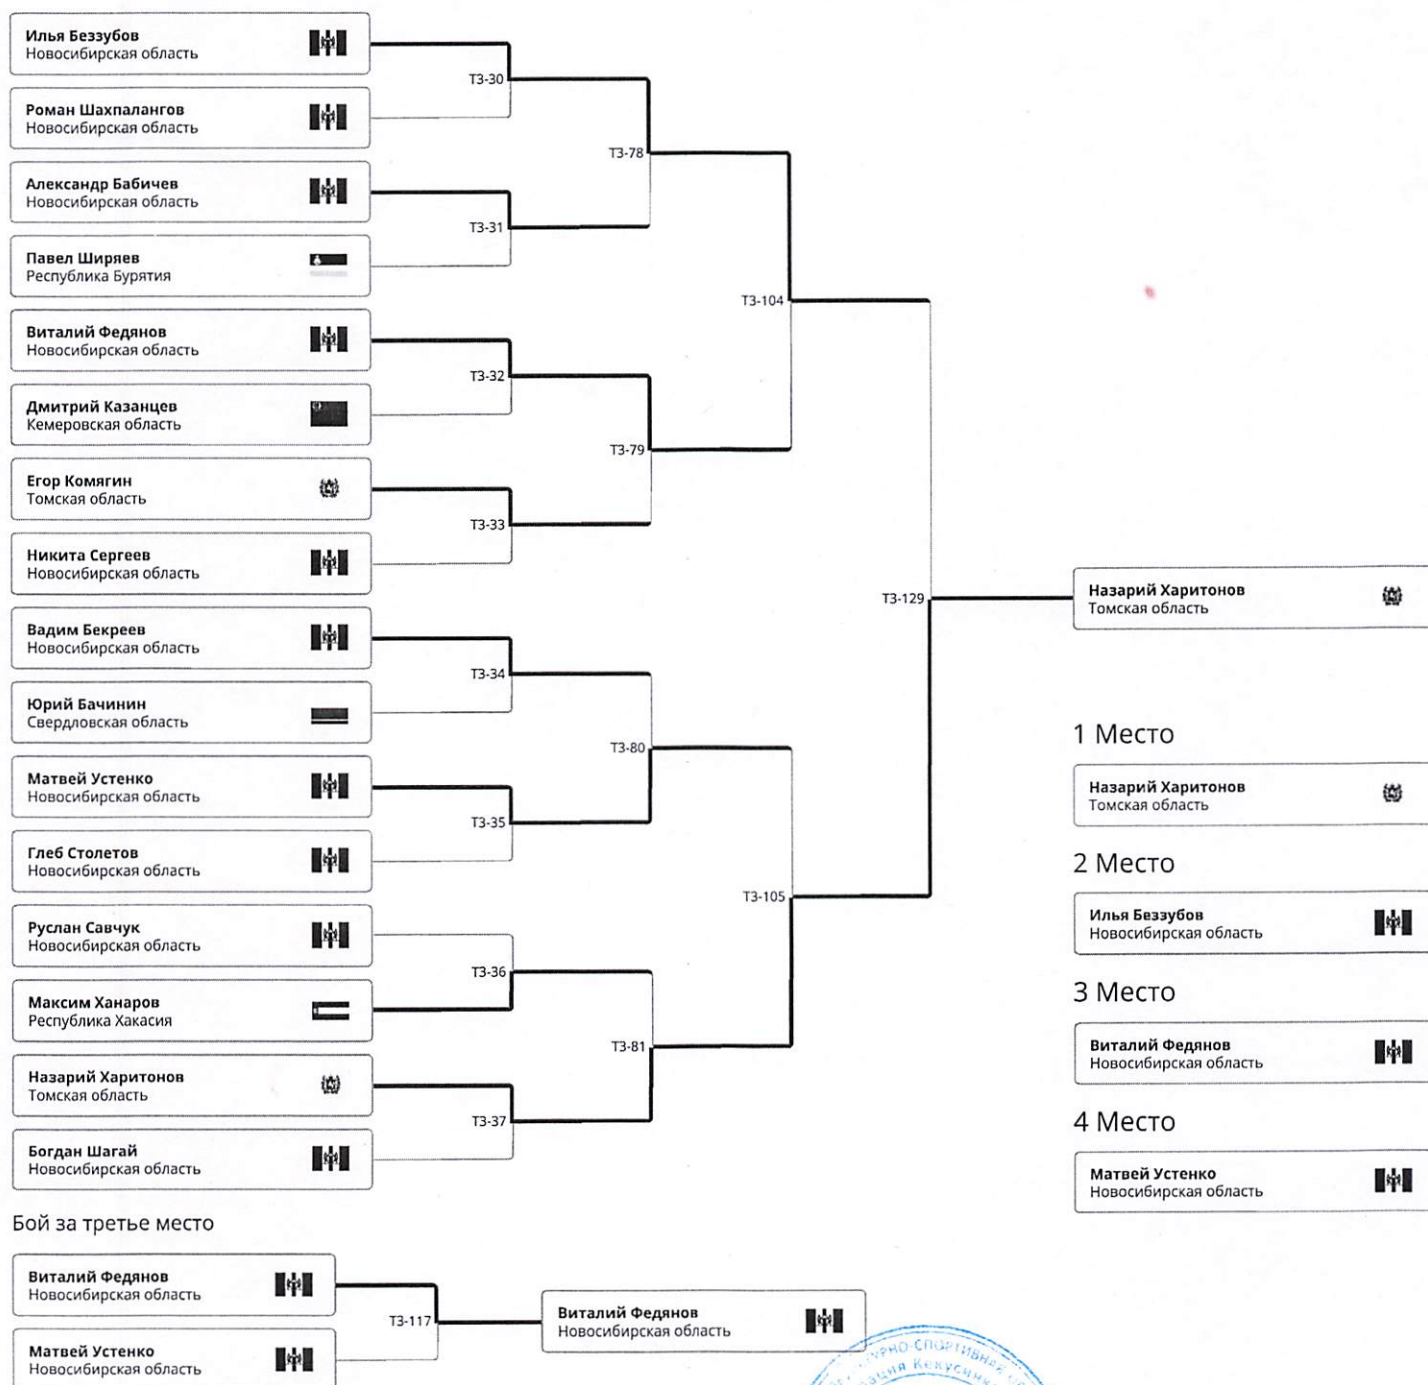 Илья Беззубов
Новосибирская область
Роман Шахпалангов
Новосибирская область
Александр Бабичев
Новосибирская область
Павел Ширяев
Республика Бурятия
Виталий Федянов
Новосибирская область
Дмитрий Казанцев
Кемеровская область
Егор Комягин
Томская область
Никита Сергеев
Новосибирская область
Вадим Бекреев
Новосибирская область
Юрий Бачинин
Свердловская область
Матвей Устенко
Новосибирская область
Глеб Столетов
Новосибирская область
Руслан Савчук
Новосибирская область
Максим Ханаров
Республика Хакасия
Назарий Харитонов
Томская область
Богдан Шагай
Новосибирская область
Т3-30
Т3-31
Т3-32
Т3-33
Т3-34
Т3-35
Т3-36
Т3-37
Т3-78
Т3-79
Т3-80
Т3-81
Т3-104
Т3-105
Т3-129
Назарий Харитонов
Томская область
1 Место
Назарий Харитонов
Томская область
2 Место
Илья Беззубов
Новосибирская область
3 Место
Виталий Федянов
Новосибирская область
4 Место
Матвей Устенко
Новосибирская область
Бой за третье место
Виталий Федянов
Новосибирская область
Матвей Устенко
Новосибирская область
Т3-117
Виталий Федянов
Новосибирская область